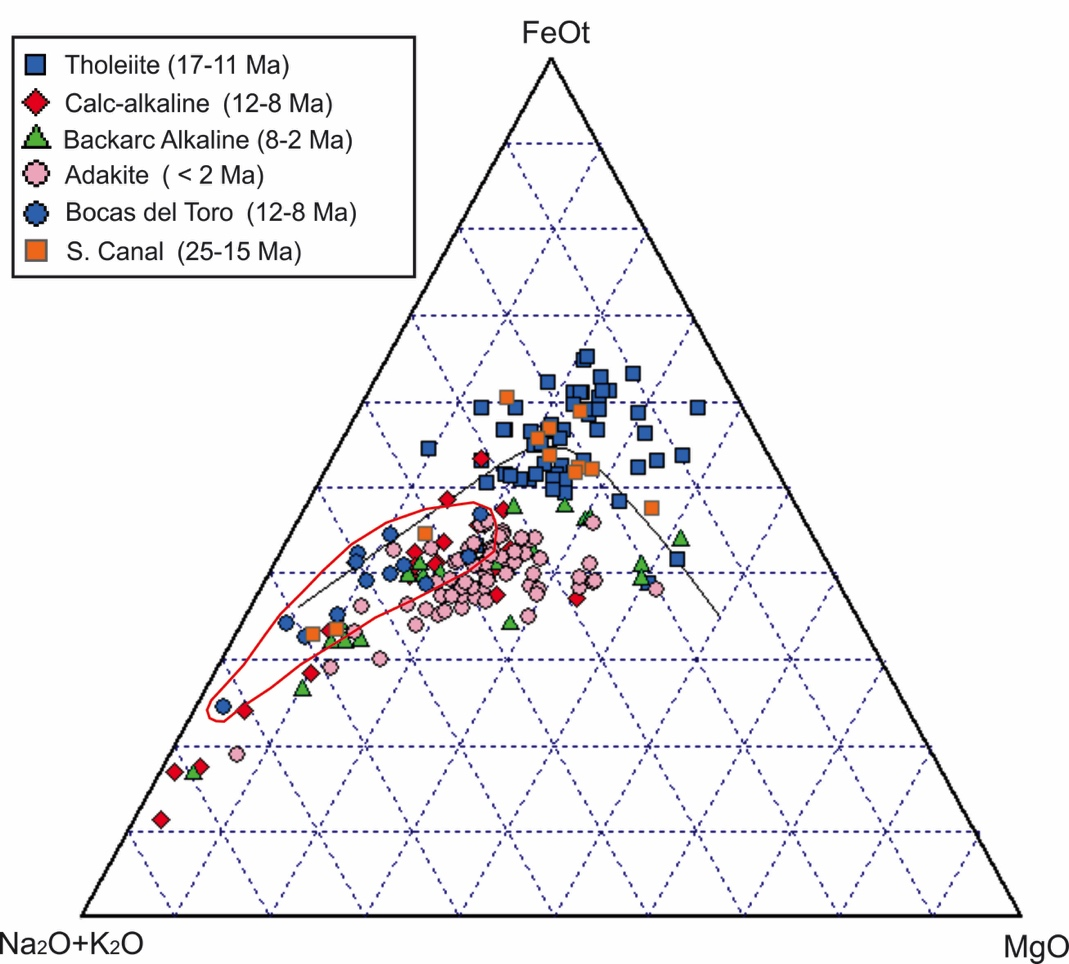 FeOt
Tholeiite (17-11 Ma)
Calc-alkaline (12-8 Ma)
Backarc Alkaline (8-2 Ma)
Adakite ( < 2 Ma)
Bocas del Toro (12-8 Ma)
S. Canal (25-15 Ma)
Na₂O+K₂O
MgO